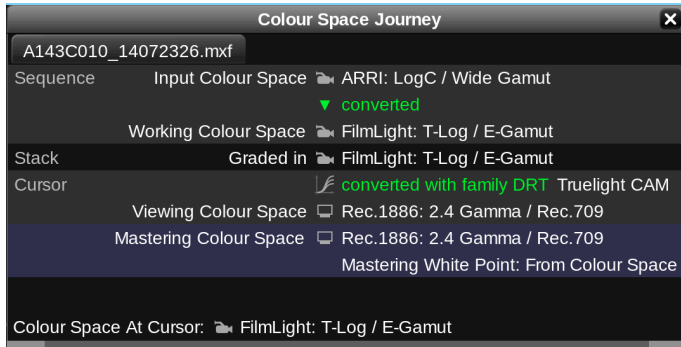 Colour Space Journey
A143C010_14072326.mxf
Sequence Input Colour Space ARRI: LogC / Wide Gamut
converted
Working Colour Space FilmLight: T-Log / E-Gamut
Stack Graded in FilmLight: T-Log / E-Gamut
Cursor converted with family DRT Truelight CAM
Viewing Colour Space Rec.1886: 2.4 Gamma / Rec.709
Mastering Colour Space Rec.1886: 2.4 Gamma / Rec.709
Mastering White Point: From Colour Space
Colour Space At Cursor: FilmLight: T-Log / E-Gamut